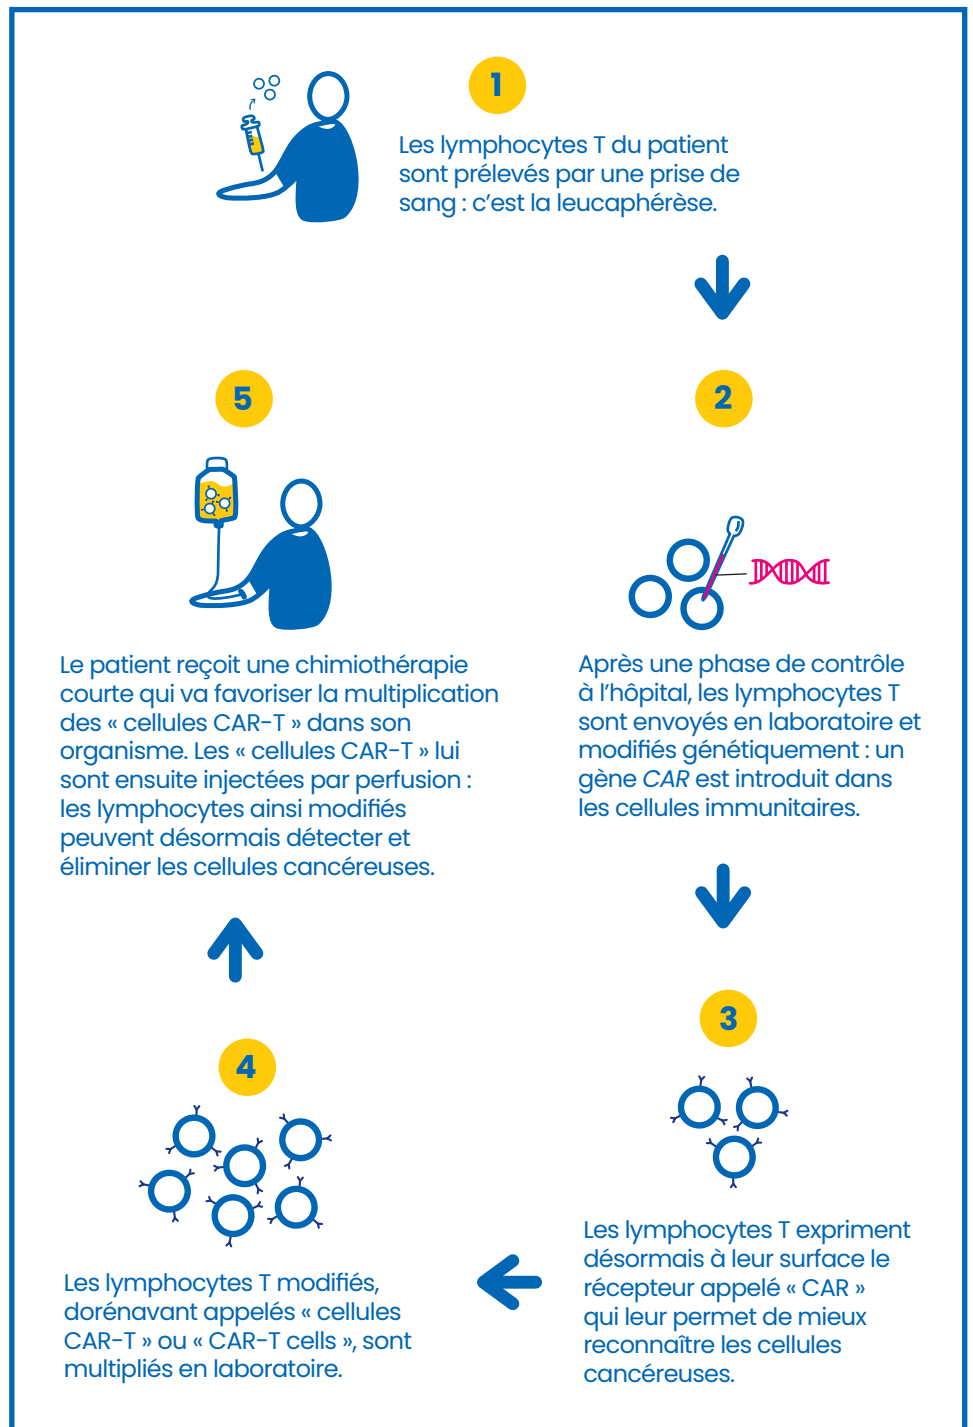 1
Les lymphocytes T du patient
sont prélevés par une prise de
sang : c’est la leucaphérèse.
2
Après une phase de contrôle
à l’hôpital, les lymphocytes T
sont envoyés en laboratoire et
modifiés génétiquement : un
gène CAR est introduit dans
les cellules immunitaires.
3
Les lymphocytes T expriment
désormais à leur surface le
récepteur appelé « CAR »
qui leur permet de mieux
reconnaître les cellules
cancéreuses.
4
Les lymphocytes T modifiés,
dorénavant appelés « cellules
CAR-T » ou « CAR-T cells », sont
multipliés en laboratoire.
5
Le patient reçoit une chimiothérapie
courte qui va favoriser la multiplication
des « cellules CAR-T » dans son
organisme. Les « cellules CAR-T » lui
sont ensuite injectées par perfusion :
les lymphocytes ainsi modifiés
peuvent désormais détecter et
éliminer les cellules cancéreuses.